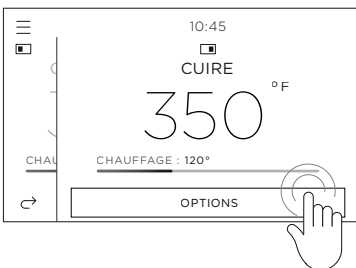 10:45
CUIRE
350 °F
CHAU
CHAUFFAGE : 120°
OPTIONS